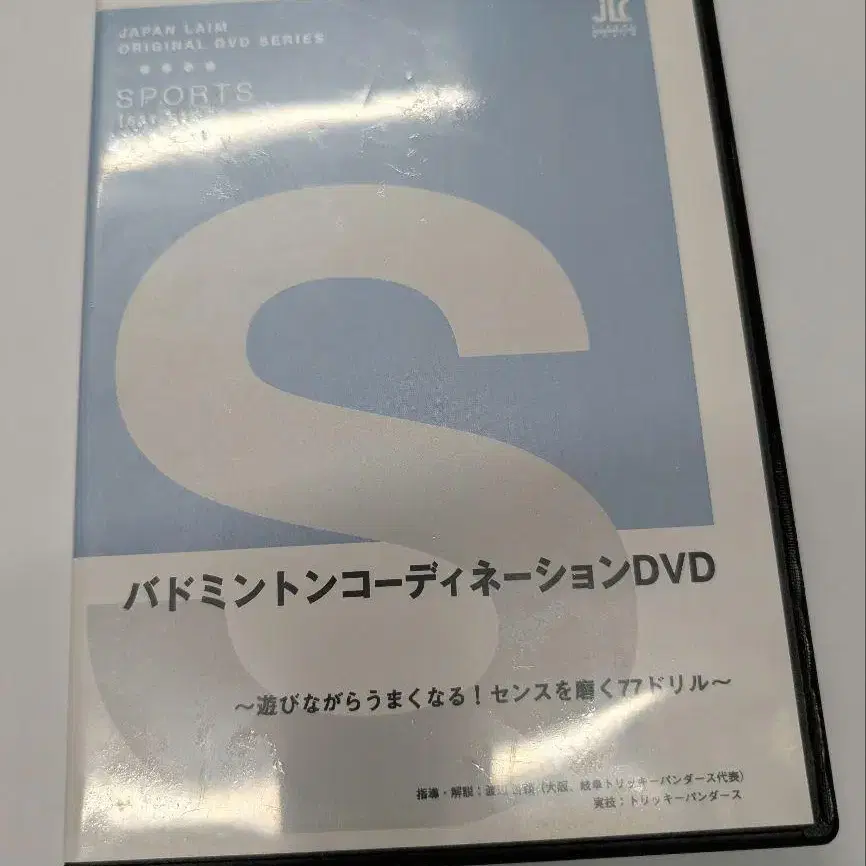 JLC
JAPAN LAIM
ORIGINAL DVD SERIES
SPORTS
S
バドミントンコーディネーションDVD
〜遊びながらうまくなる!センスを磨く77ドリル〜
指導・解説:渡辺 (大阪、岐阜トリッキーパンダース代表)
実技:トリッキーパンダース